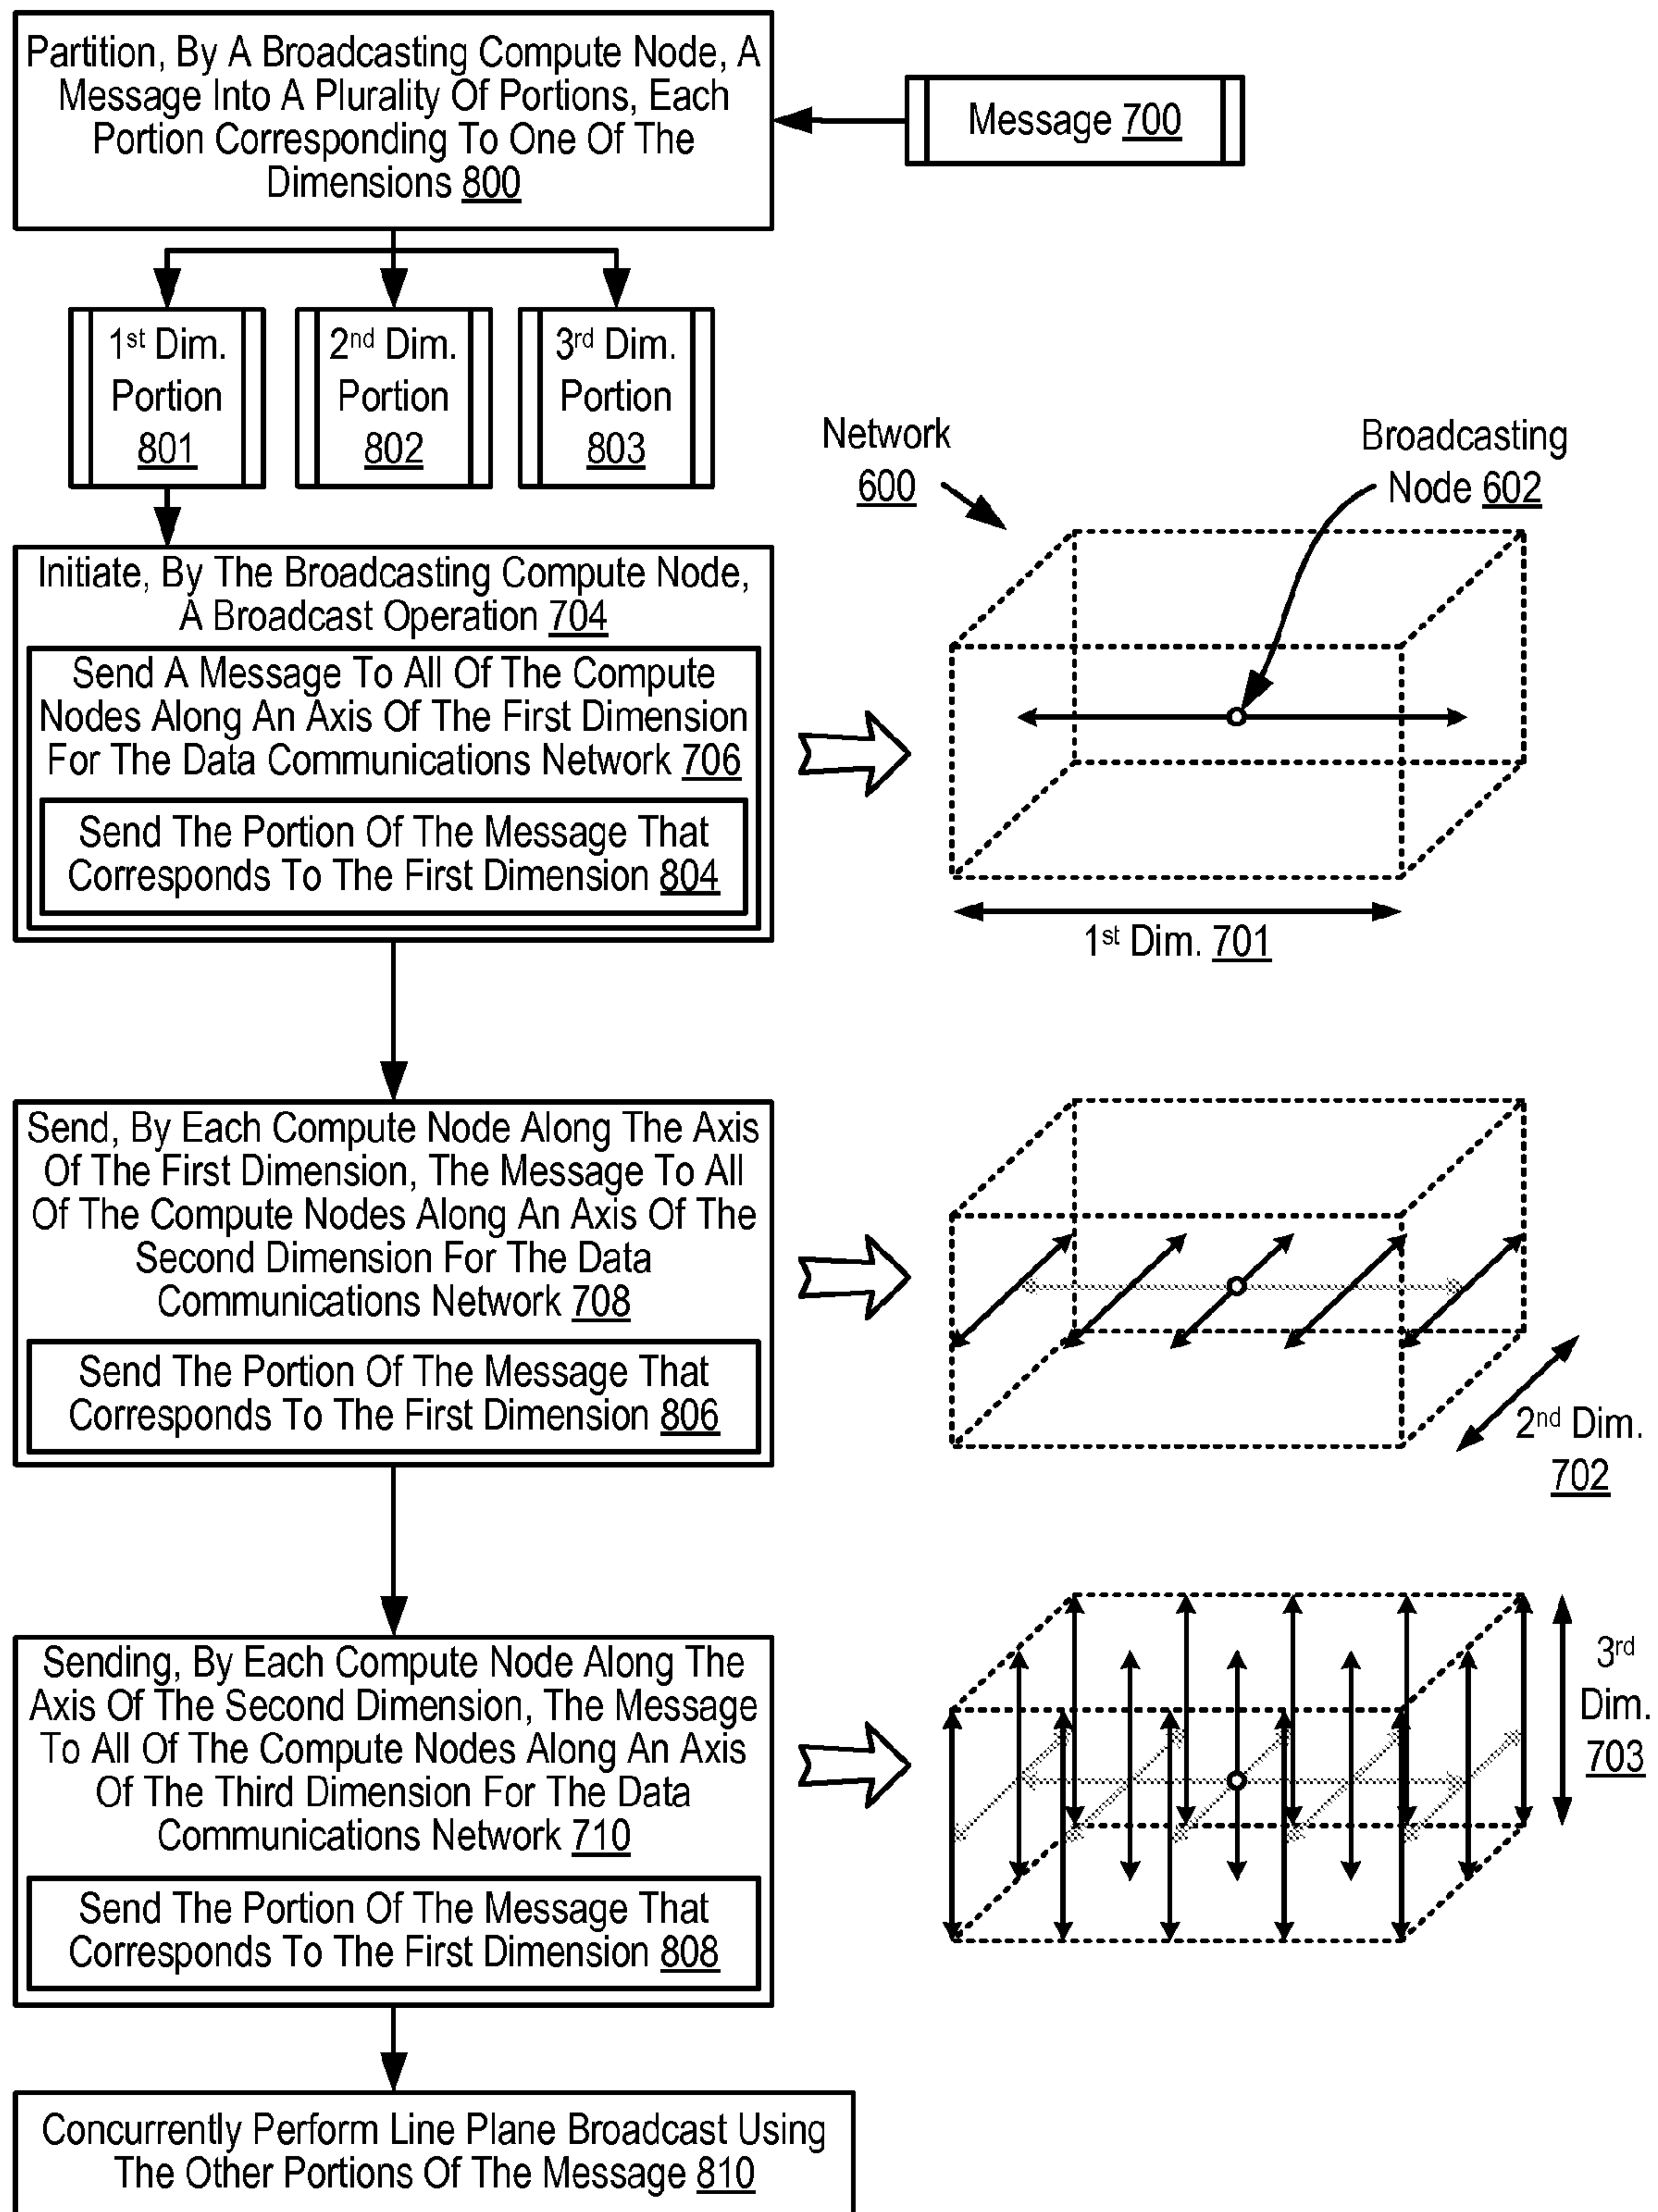 Partition, By A Broadcasting Compute Node, A
Message Into A Plurality Of Portions, Each
Portion Corresponding To One Of The
Dimensions 800
Message 700
1st Dim.
Portion
801
2nd Dim.
Portion
802
3rd Dim.
Portion
803
Network
600
Broadcasting
Node 602
Initiate, By The Broadcasting Compute Node,
A Broadcast Operation 704
Send A Message To All Of The Compute
Nodes Along An Axis Of The First Dimension
For The Data Communications Network 706
Send The Portion Of The Message That
Corresponds To The First Dimension 804
1st Dim. 701
Send, By Each Compute Node Along The Axis
Of The First Dimension, The Message To All
Of The Compute Nodes Along An Axis Of The
Second Dimension For The Data
Communications Network 708
Send The Portion Of The Message That
Corresponds To The First Dimension 806
2nd Dim.
702
Sending, By Each Compute Node Along The
Axis Of The Second Dimension, The Message
To All Of The Compute Nodes Along An Axis
Of The Third Dimension For The Data
Communications Network 710
Send The Portion Of The Message That
Corresponds To The First Dimension 808
3rd
Dim.
703
Concurrently Perform Line Plane Broadcast Using
The Other Portions Of The Message 810